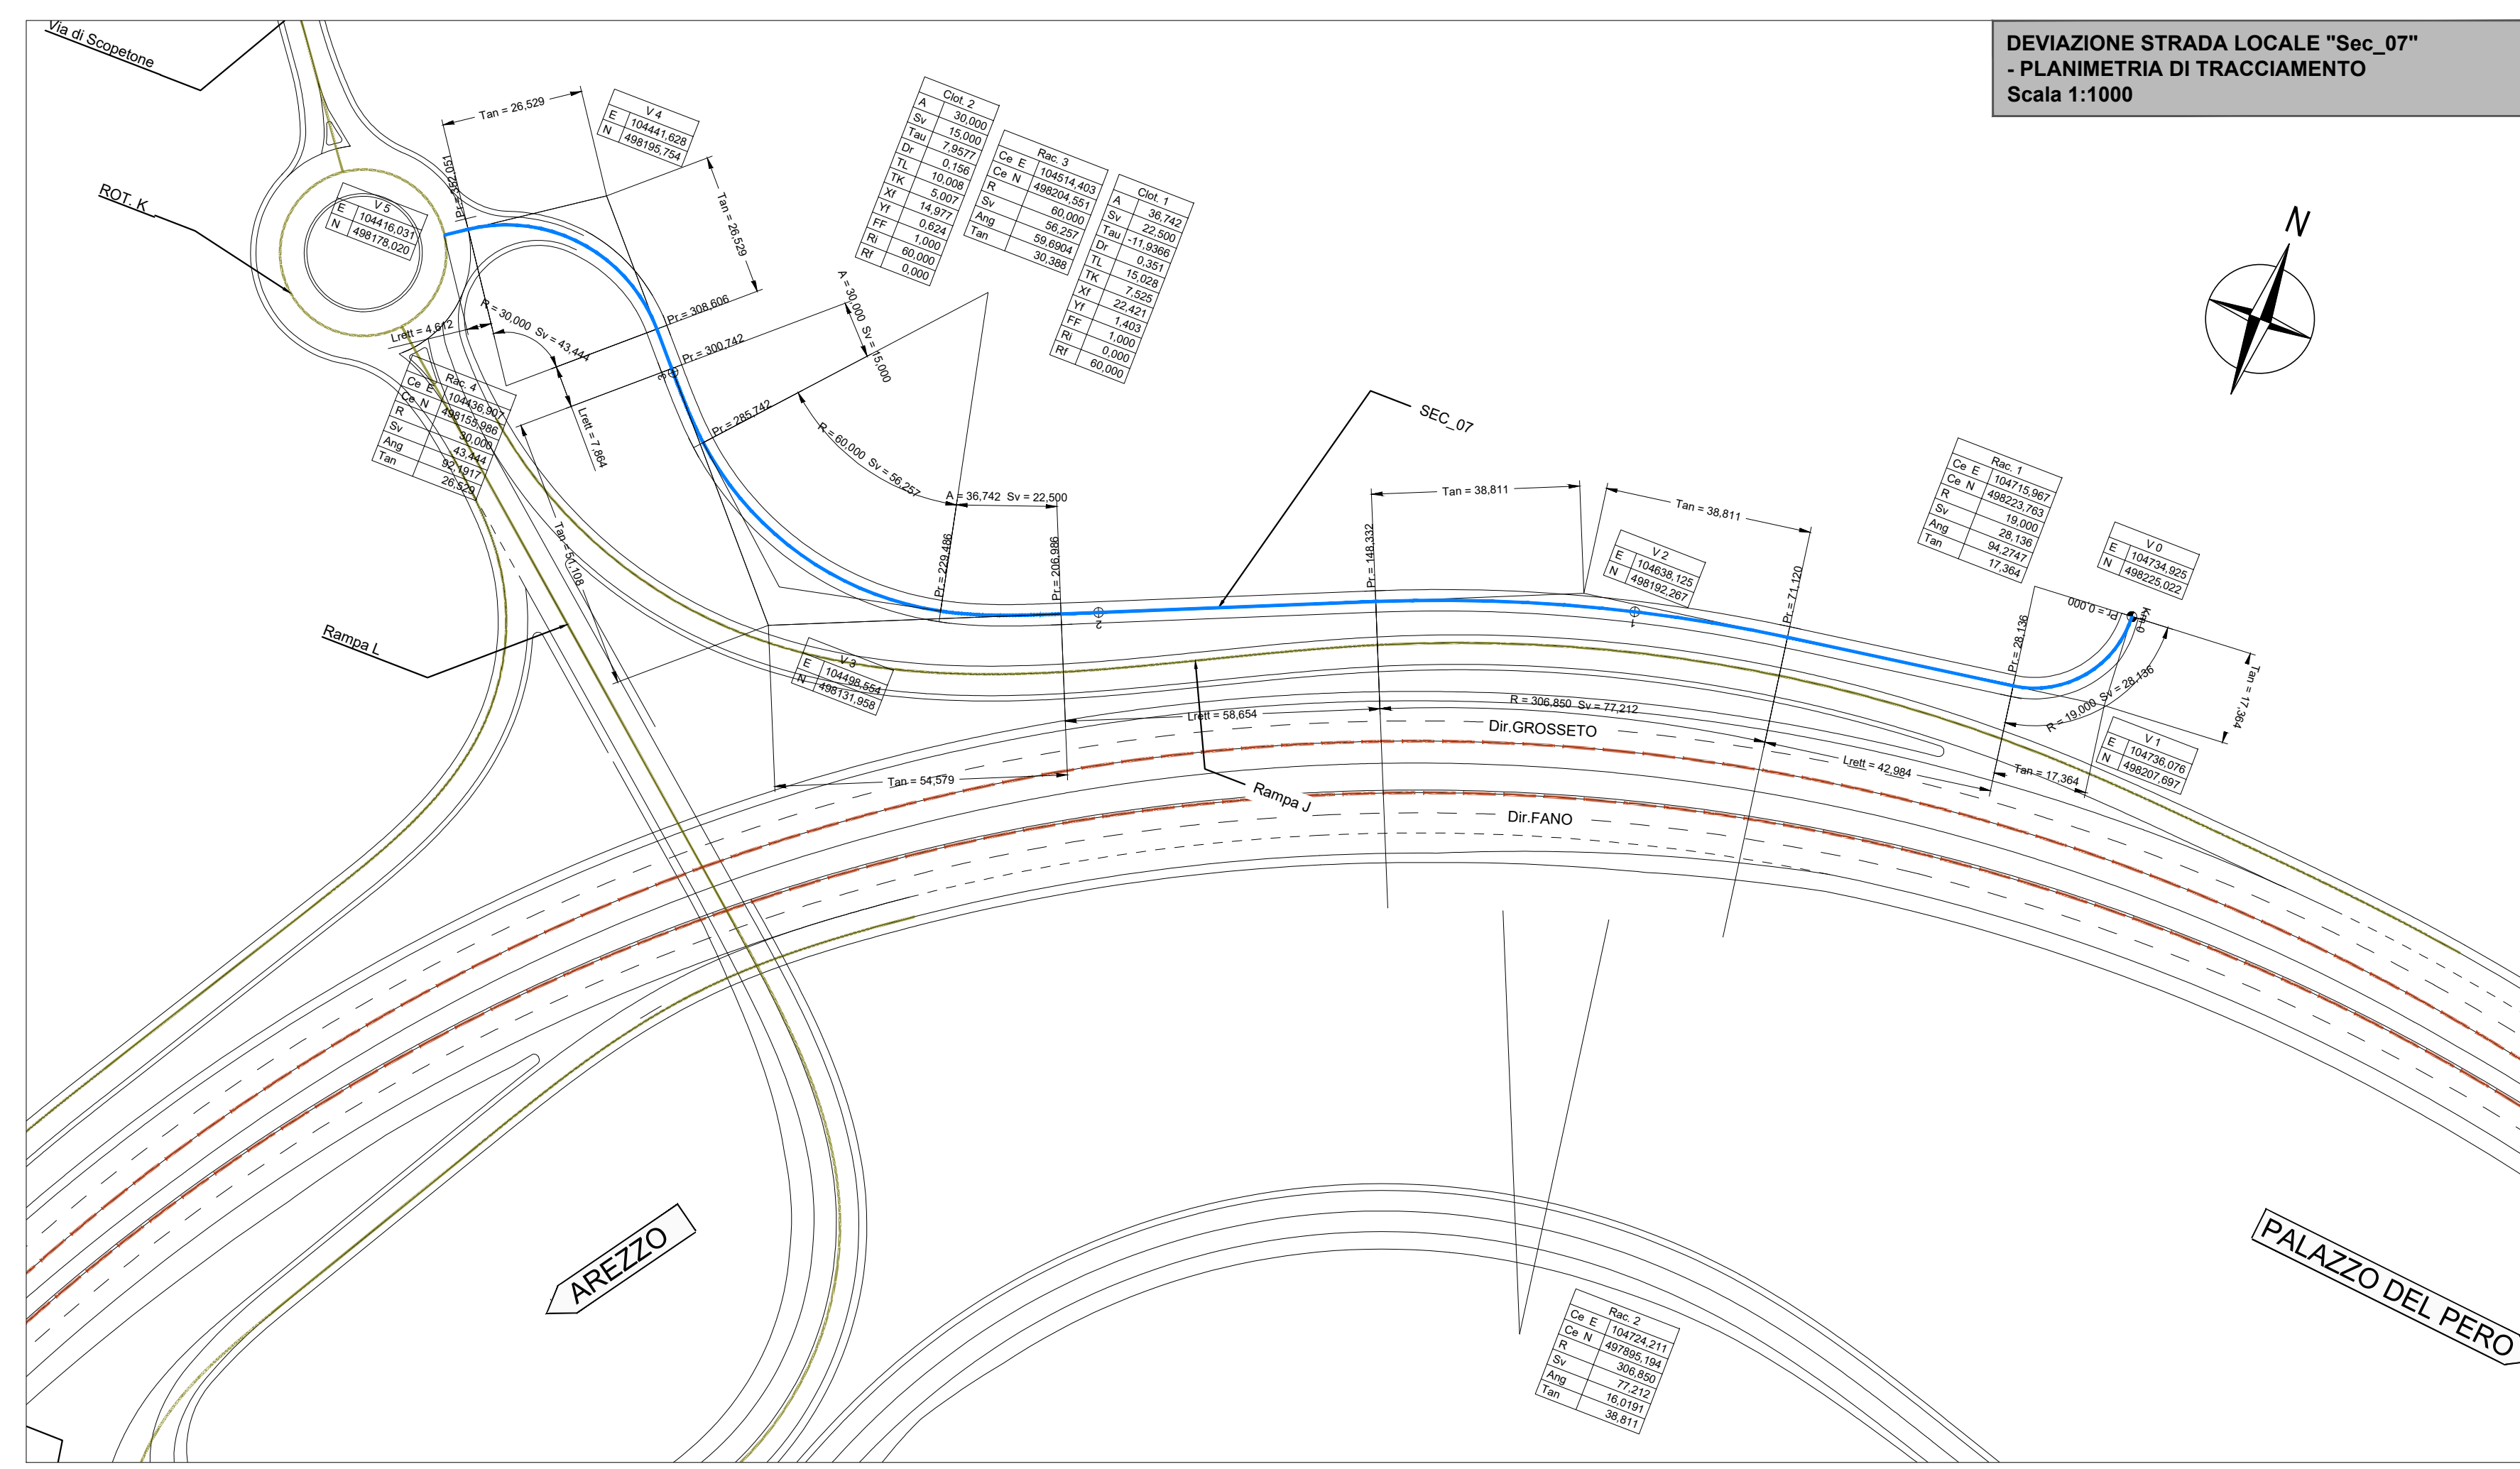 DEVIAZIONE STRADA LOCALE "Sec_07"
- PLANIMETRIA DI TRACCIAMENTO
Scala 1:1000
Via di Scopetone
ROT. K
V 5
E 104416,031
N 498178,020
Tan = 26,529
Pr = 352,051
V 4
E 104441,628
N 498195,754
Tan = 26,529
Clot. 2
A 30,000
Sv 15,000
Tau 7,9577
Dr 0,156
TL 10,008
TK 5,007
Xf 14,977
Yf 0,624
FF 1,000
Ri 60,000
Rf 0,000
Rac. 3
Ce E 104514,403
Ce N 498204,551
R 60,000
Sv 56,257
Ang 59,6904
Tan 30,388
Clot. 1
A 36,742
Sv 22,500
Tau -11,9366
Dr 0,351
TL 15,028
TK 7,525
Xf 22,421
Yf 1,403
FF 1,000
Ri 0,000
Rf 60,000
N
R = 30,000 Sv = 43,444
Lrett = 4,612
Pr = 308,606
Pr = 300,742
3
A = 30,000 Sv = 15,000
Rac. 4
Ce E 104436,907
Ce N 498155,986
R 30,000
Sv 43,444
Ang 92,1917
Tan 26,529
Lrett = 7,864
Pr = 285,742
R = 60,000 Sv = 56,257
A = 36,742 Sv = 22,500
Tan = 51,108
SEC_07
Tan = 38,811
Tan = 38,811
Pr = 229,486
Pr = 206,986
2
Pr = 148,332
V 2
E 104638,125
N 498192,267
1
Pr = 71,120
Rac. 1
Ce E 104715,967
Ce N 498223,763
R 19,000
Sv 28,136
Ang 94,2747
Tan 17,364
V 0
E 104734,925
N 498225,022
Pr = 0,000
Km 0
Pr = 28,136
Tan = 17,364
R = 19,000 Sv = 28,136
Rampa L
V 3
E 104498,554
N 498131,958
Lrett = 58,654
R = 306,850 Sv = 77,212
Dir.GROSSETO
V 1
E 104736,076
N 498207,697
Lrett = 42,984
Tan = 17,364
Tan = 54,579
Rampa J
Dir.FANO
AREZZO
PALAZZO DEL PERO
Rac. 2
Ce E 104724,211
Ce N 497895,194
R 306,850
Sv 77,212
Ang 16,0191
Tan 38,811